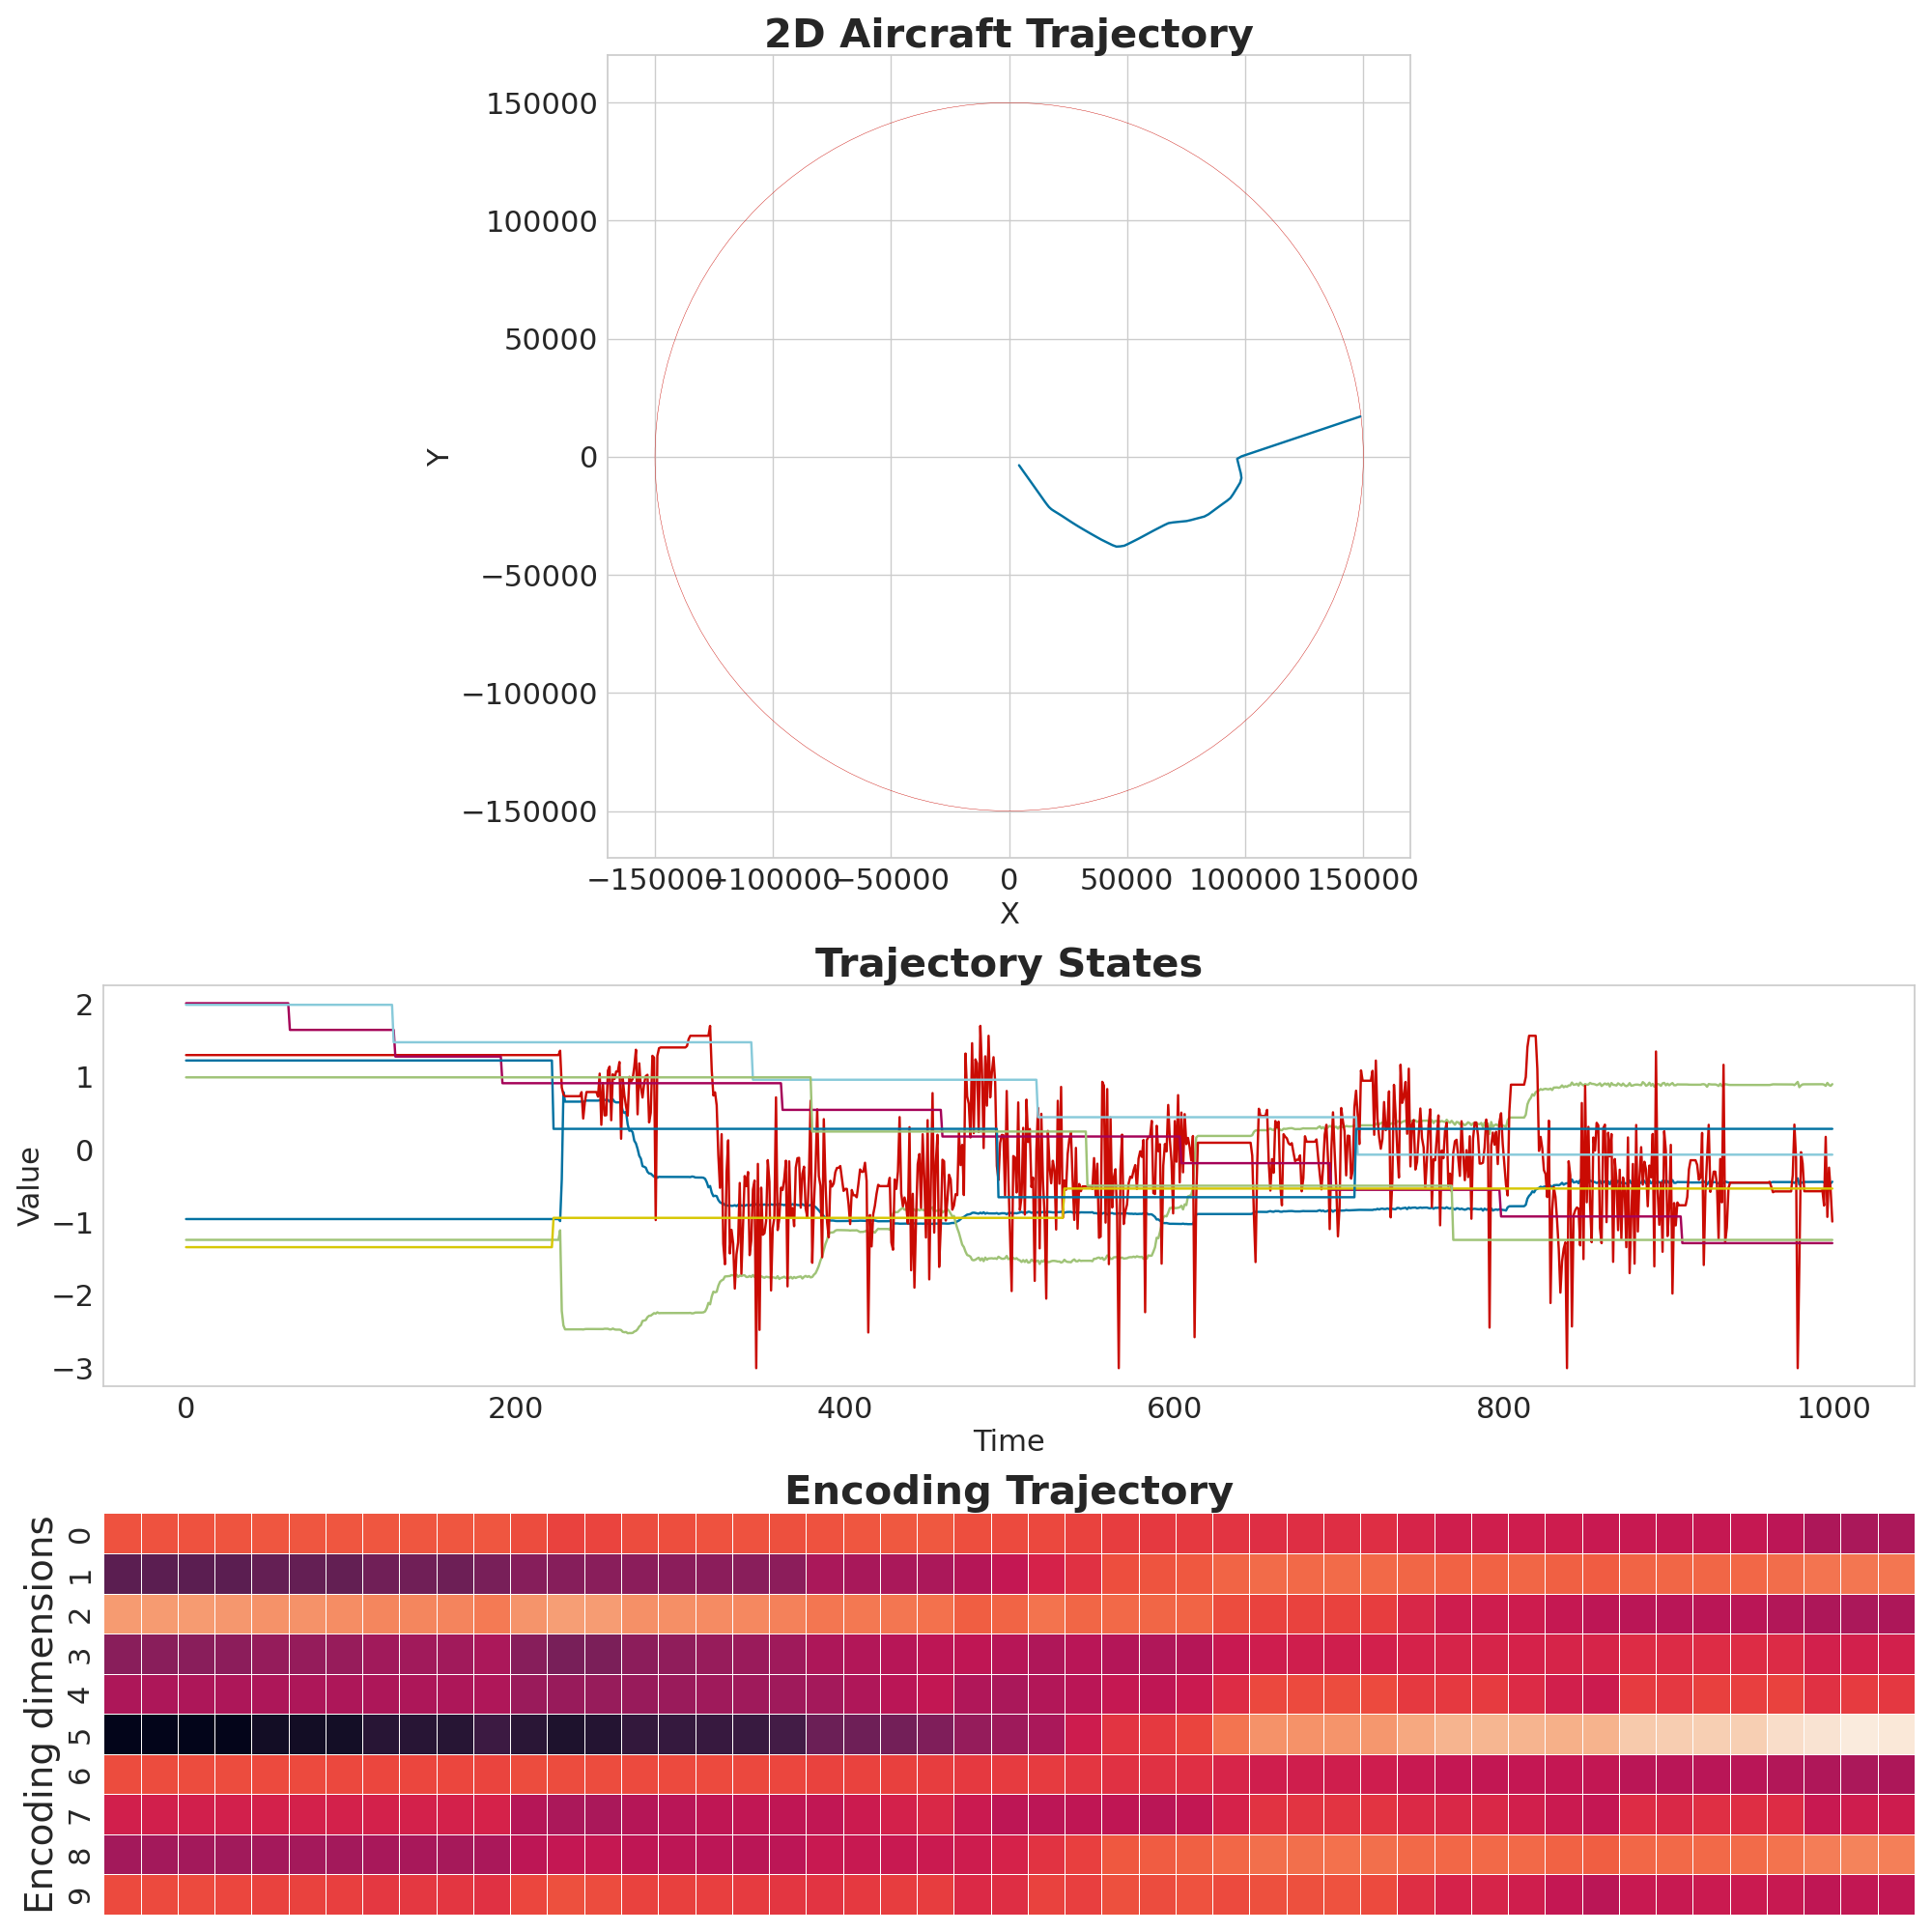 2D Aircraft Trajectory
150000
100000
50000
0
−50000
−100000
−150000
Y
−150000 −100000 −50000 0 50000 100000 150000
X
Trajectory States
2
1
0
−1
−2
−3
Value
0 200 400 600 800 1000
Time
Encoding Trajectory
0
1
2
3
4
5
6
7
8
9
Encoding dimensions